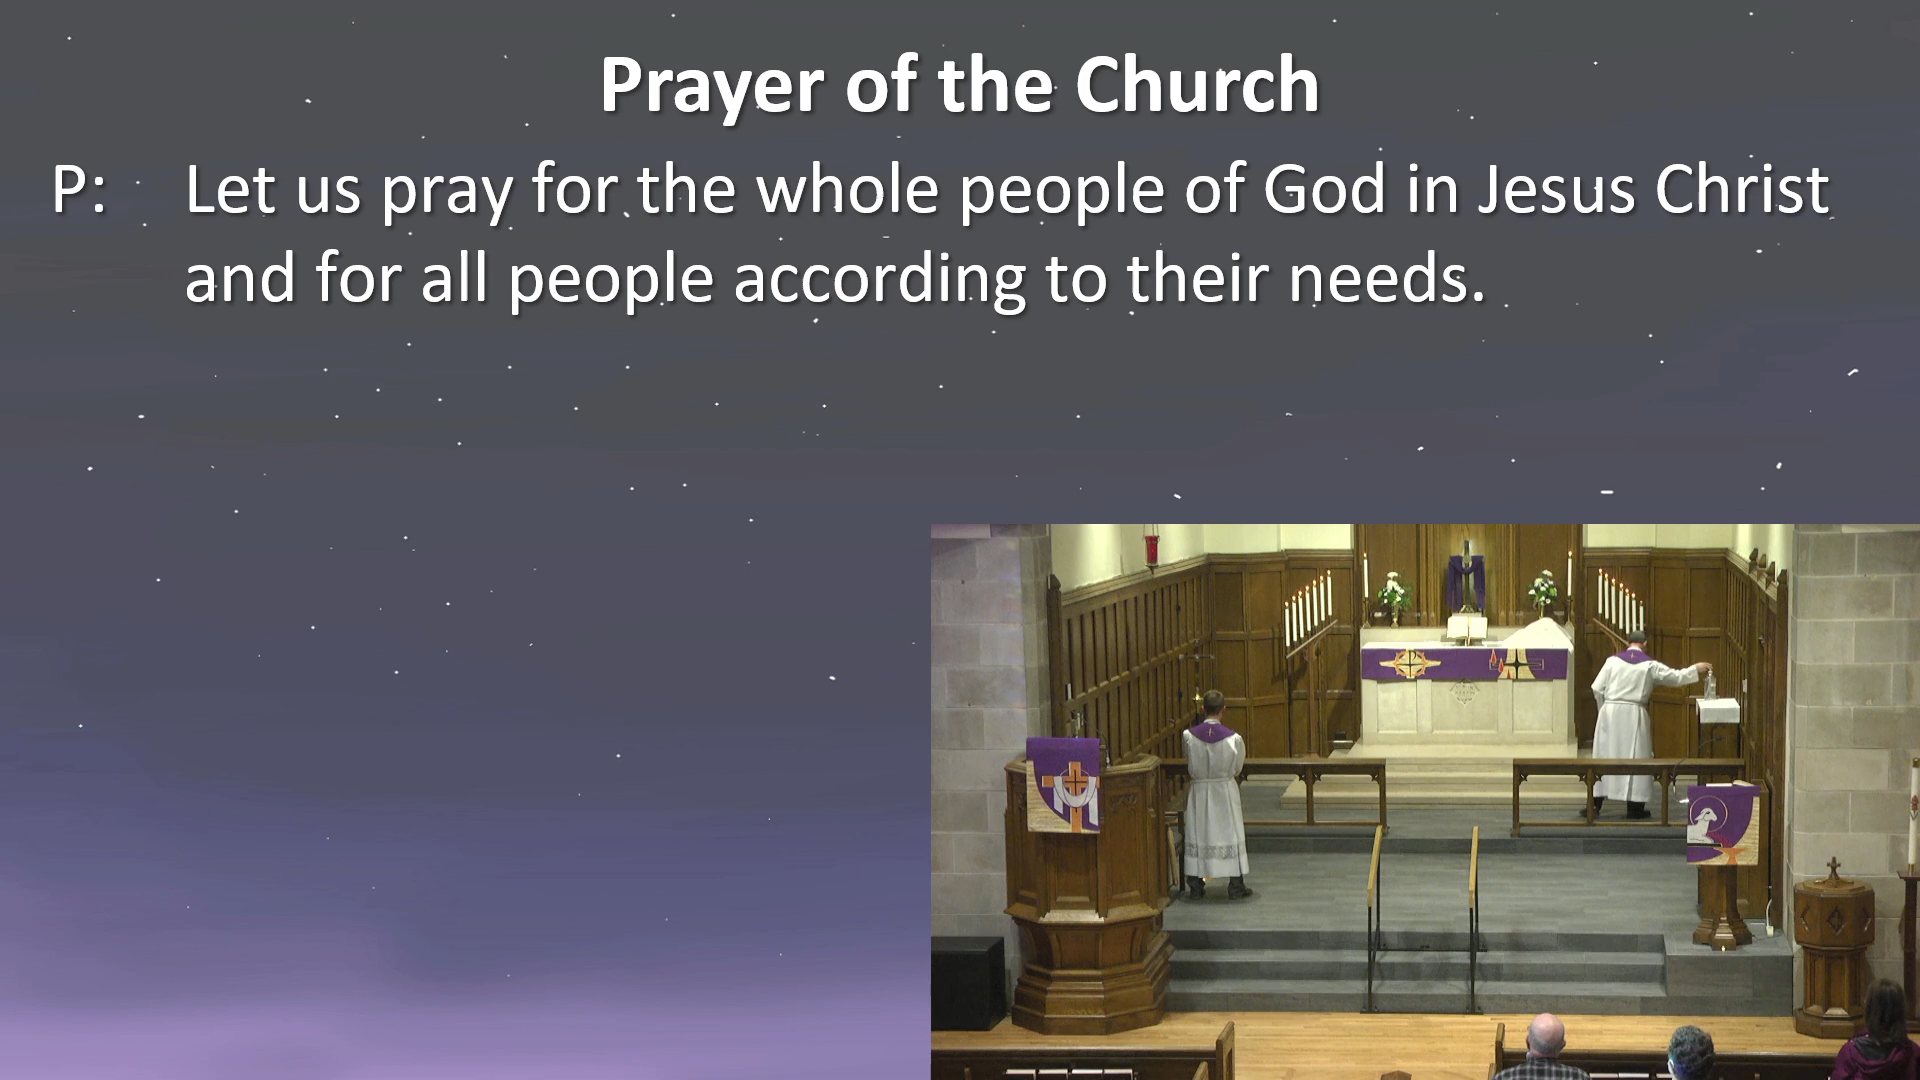 Prayer of the Church
P: Let us pray for the whole people of God in Jesus Christ
and for all people according to their needs.